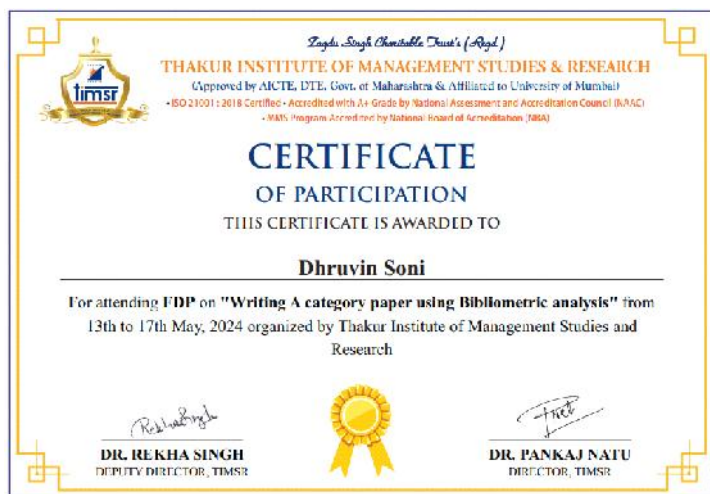 Zagdu Singh Charitable Trust's (Regd.)
THAKUR INSTITUTE OF MANAGEMENT STUDIES & RESEARCH
(Approved by AICTE, DTE, Govt. of Maharashtra & Affiliated to University of Mumbai)
• ISO 21001 : 2018 Certified • Accredited with A+ Grade by National Assessment and Accreditation Council (NAAC)
• MMS Program Accredited by National Board of Accreditation (NBA)
timsr
CERTIFICATE
OF PARTICIPATION
THIS CERTIFICATE IS AWARDED TO
Dhruvin Soni
For attending FDP on "Writing A category paper using Bibliometric analysis" from
13th to 17th May, 2024 organized by Thakur Institute of Management Studies and
Research
Rekha Singh
DR. REKHA SINGH
DEPUTY DIRECTOR, TIMSR
DR. PANKAJ NATU
DIRECTOR, TIMSR